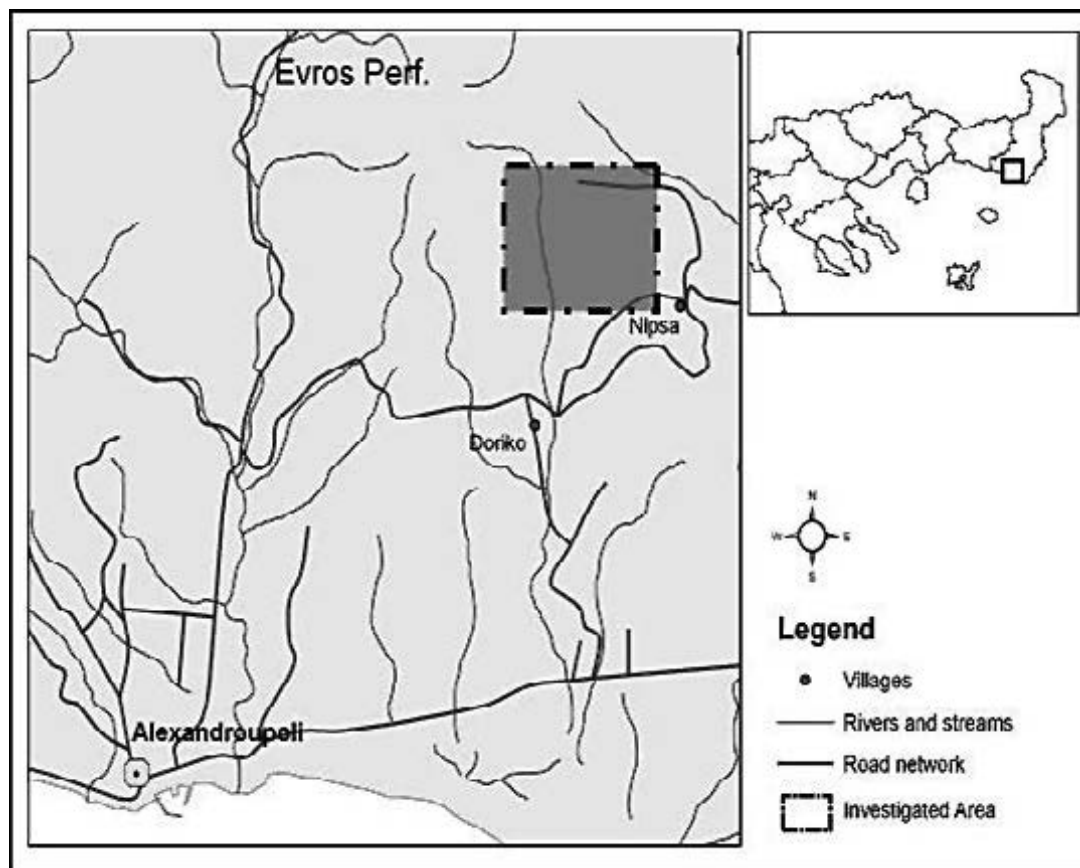 Evros Perf.
Nipsa
Doriko
Alexandroupoli
N
W
E
S
Legend
Villages
Rivers and streams
Road network
Investigated Area